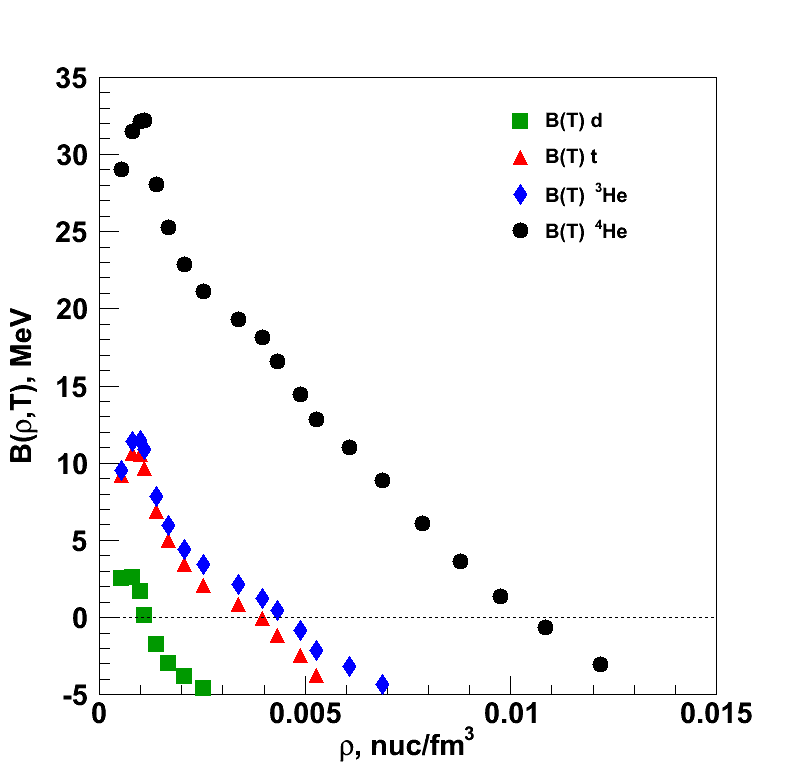 35
30
25
20
15
10
5
0
-5
B(ρ,T), MeV
B(T) d
B(T) t
B(T) ³He
B(T) ⁴He
0 0.005 0.01 0.015
ρ, nuc/fm³